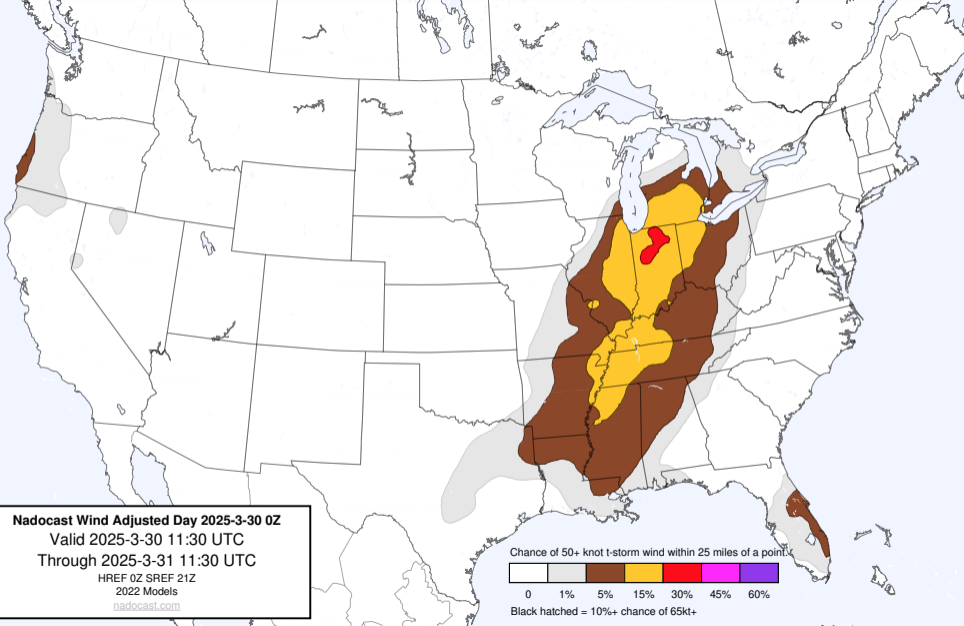 Nadocast Wind Adjusted Day 2025-3-30 0Z
Valid 2025-3-30 11:30 UTC
Through 2025-3-31 11:30 UTC
HREF 0Z SREF 21Z
2022 Models
nadocast.com
Chance of 50+ knot t-storm wind within 25 miles of a point.
0 1% 5% 15% 30% 45% 60%
Black hatched = 10%+ chance of 65kt+